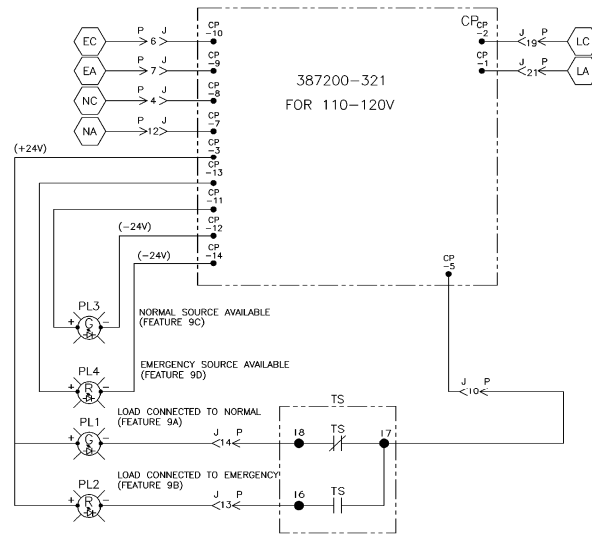 CP
EC P 6 J CP -10
EA P 7 J CP -9
NC P 4 J CP -8
NA P 12 J CP -7
CP -2 J 19 P LC
CP -1 J 21 P LA
387200-321
FOR 110-120V
(+24V) -3
CP -13
CP -11
(-24V) CP -12
(-24V) CP -14
CP -5
PL3
+ G -
NORMAL SOURCE AVAILABLE
(FEATURE 9C)
PL4
+ R -
EMERGENCY SOURCE AVAILABLE
(FEATURE 9D)
J 10 P
PL1
+ G -
LOAD CONNECTED TO NORMAL
(FEATURE 9A)
J 14 P
TS
18 TS 17
PL2
+ R -
LOAD CONNECTED TO EMERGENCY
(FEATURE 9B)
J 13 P
16 TS